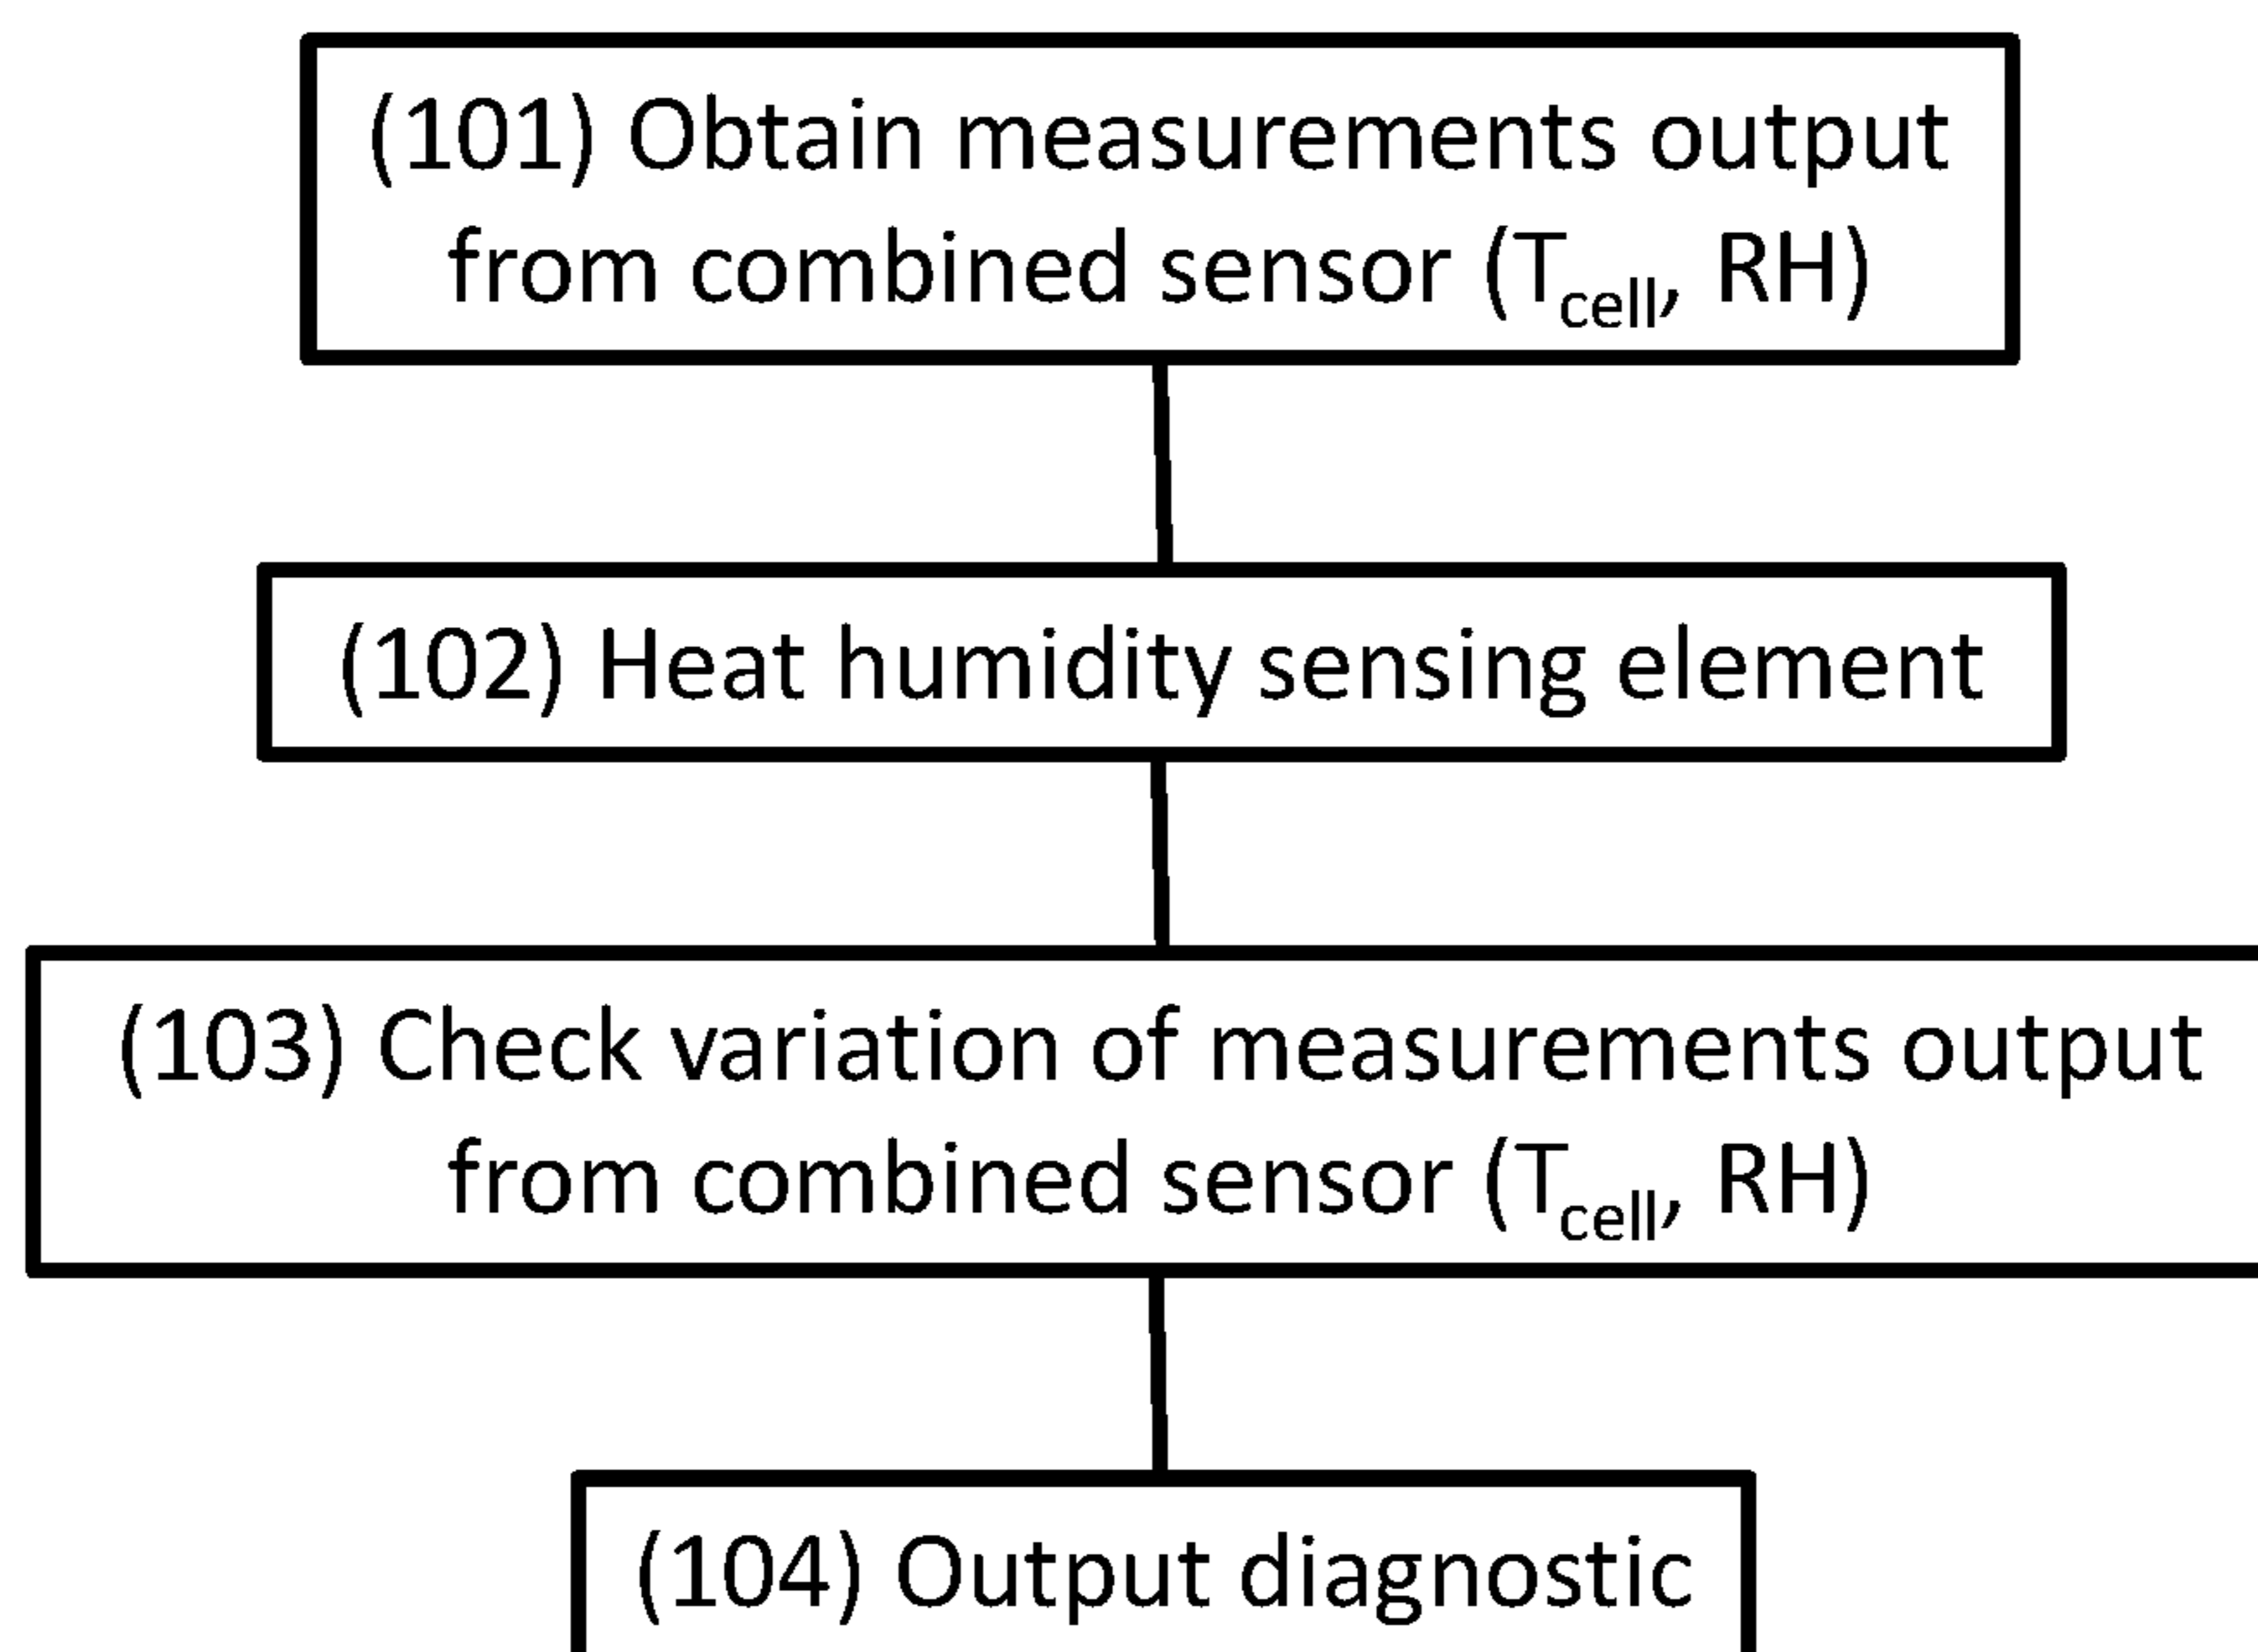 (101) Obtain measurements output
from combined sensor (Tcell, RH)
(102) Heat humidity sensing element
(103) Check variation of measurements output
from combined sensor (Tcell, RH)
(104) Output diagnostic